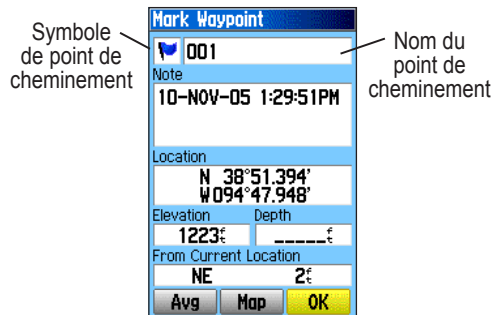 Symbole
de point de
cheminement
Mark Waypoint
001
Note
10-NOV-05 1:29:51PM
Location
N 38°51.394'
W094°47.948'
Elevation Depth
1223ft _____ft
From Current Location
NE 2ft
Avg Map OK
Nom du
point de
cheminement